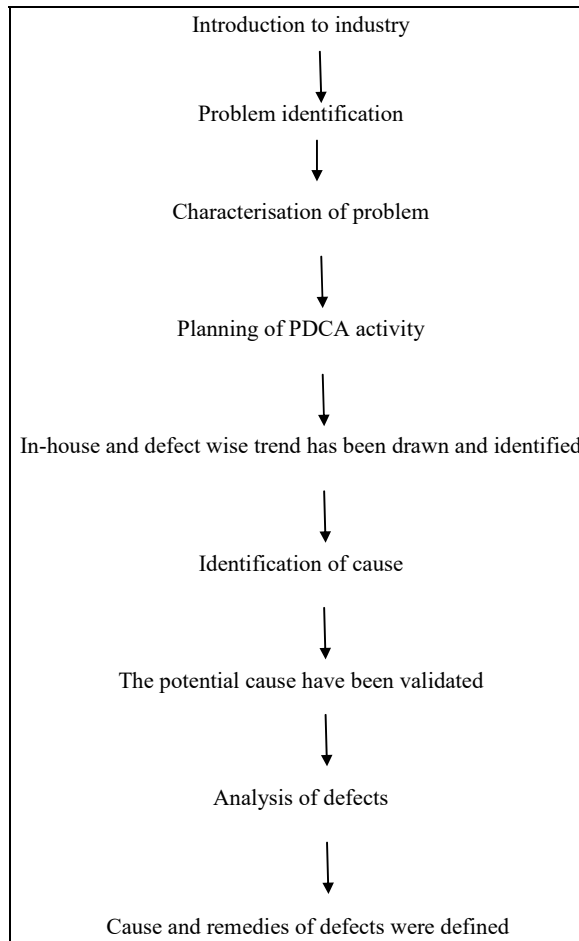 Introduction to industry
Problem identification
Characterisation of problem
Planning of PDCA activity
In-house and defect wise trend has been drawn and identified
Identification of cause
The potential cause have been validated
Analysis of defects
Cause and remedies of defects were defined